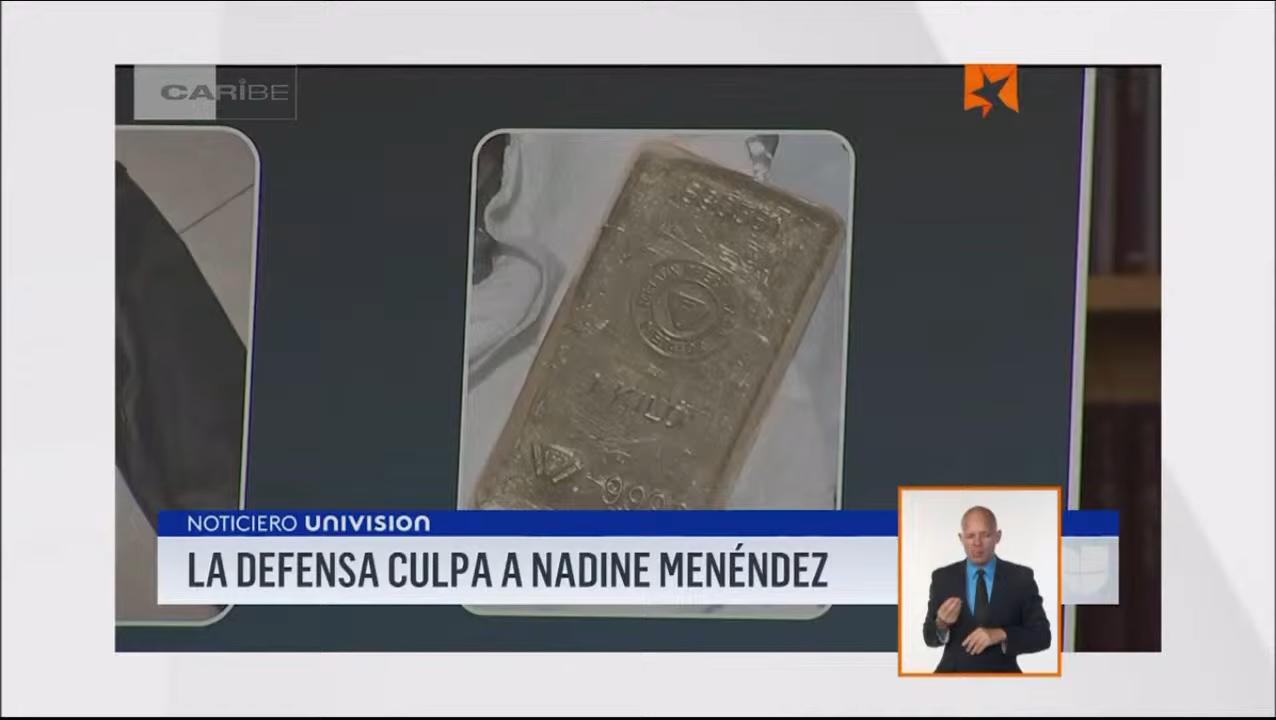 CARIBE
1 KILO
NOTICIERO UNIVISION
LA DEFENSA CULPA A NADINE MENÉNDEZ